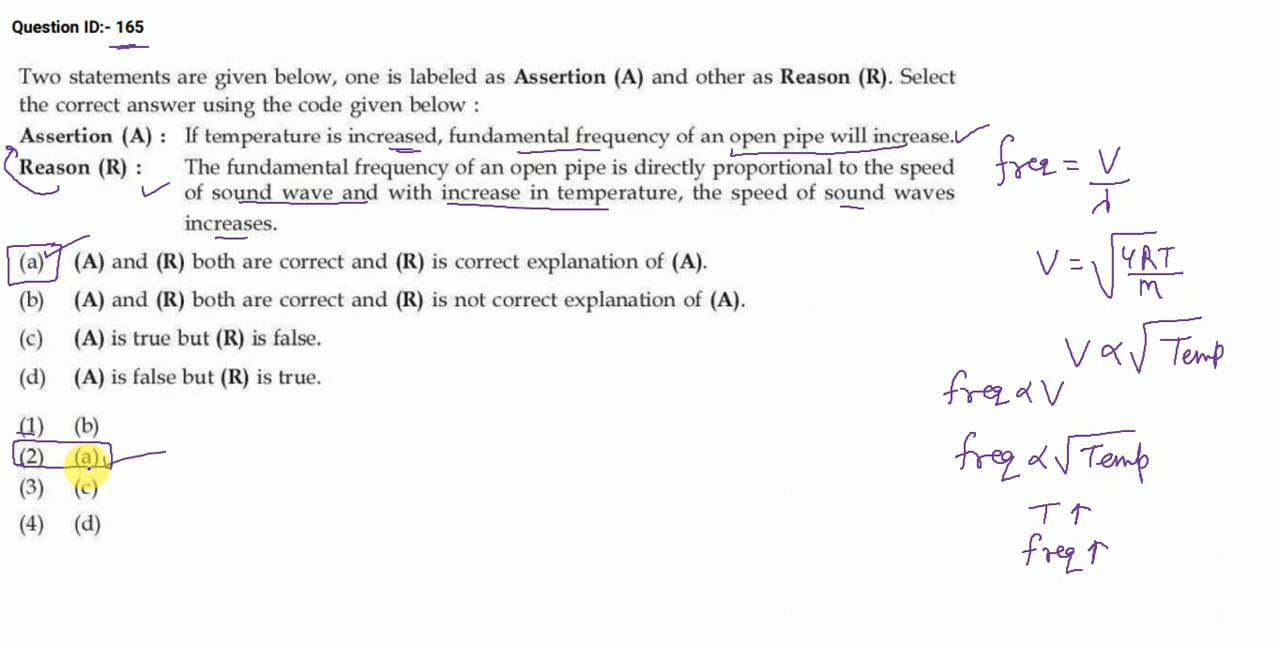 Question ID:- 165
Two statements are given below, one is labeled as Assertion (A) and other as Reason (R). Select
the correct answer using the code given below :
Assertion (A) : If temperature is increased, fundamental frequency of an open pipe will increase.
Reason (R) : The fundamental frequency of an open pipe is directly proportional to the speed
of sound wave and with increase in temperature, the speed of sound waves
increases.
(a) (A) and (R) both are correct and (R) is correct explanation of (A).
(b) (A) and (R) both are correct and (R) is not correct explanation of (A).
(c) (A) is true but (R) is false.
(d) (A) is false but (R) is true.
(1) (b)
(2) (a)
(3) (c)
(4) (d)
freq = V/λ
V = √γRT/m
V ∝ √Temp
freq ∝ V
freq ∝ √Temp
T ↑
freq ↑